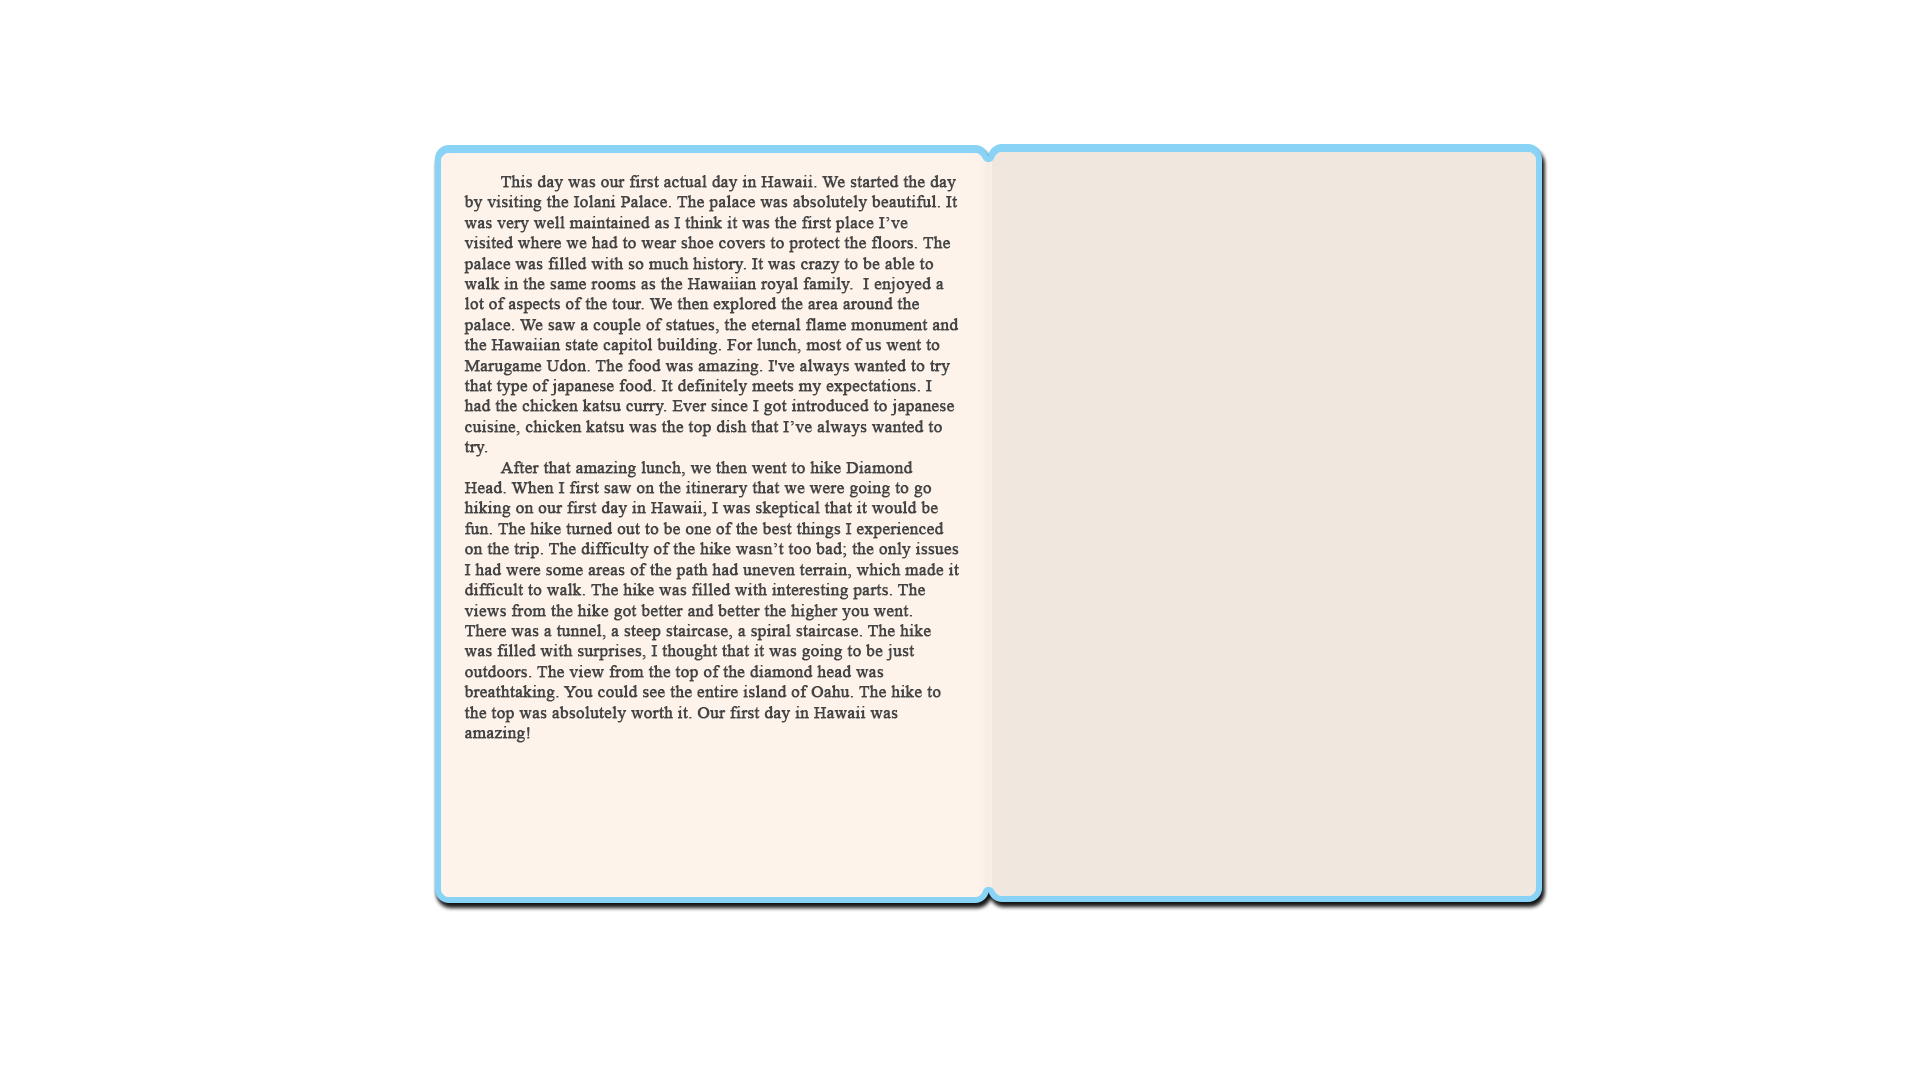 This day was our first actual day in Hawaii. We started the day
by visiting the Iolani Palace. The palace was absolutely beautiful. It
was very well maintained as I think it was the first place I’ve
visited where we had to wear shoe covers to protect the floors. The
palace was filled with so much history. It was crazy to be able to
walk in the same rooms as the Hawaiian royal family.  I enjoyed a
lot of aspects of the tour. We then explored the area around the
palace. We saw a couple of statues, the eternal flame monument and
the Hawaiian state capitol building. For lunch, most of us went to
Marugame Udon. The food was amazing. I've always wanted to try
that type of japanese food. It definitely meets my expectations. I
had the chicken katsu curry. Ever since I got introduced to japanese
cuisine, chicken katsu was the top dish that I’ve always wanted to
try.
After that amazing lunch, we then went to hike Diamond
Head. When I first saw on the itinerary that we were going to go
hiking on our first day in Hawaii, I was skeptical that it would be
fun. The hike turned out to be one of the best things I experienced
on the trip. The difficulty of the hike wasn’t too bad; the only issues
I had were some areas of the path had uneven terrain, which made it
difficult to walk. The hike was filled with interesting parts. The
views from the hike got better and better the higher you went.
There was a tunnel, a steep staircase, a spiral staircase. The hike
was filled with surprises, I thought that it was going to be just
outdoors. The view from the top of the diamond head was
breathtaking. You could see the entire island of Oahu. The hike to
the top was absolutely worth it. Our first day in Hawaii was
amazing!